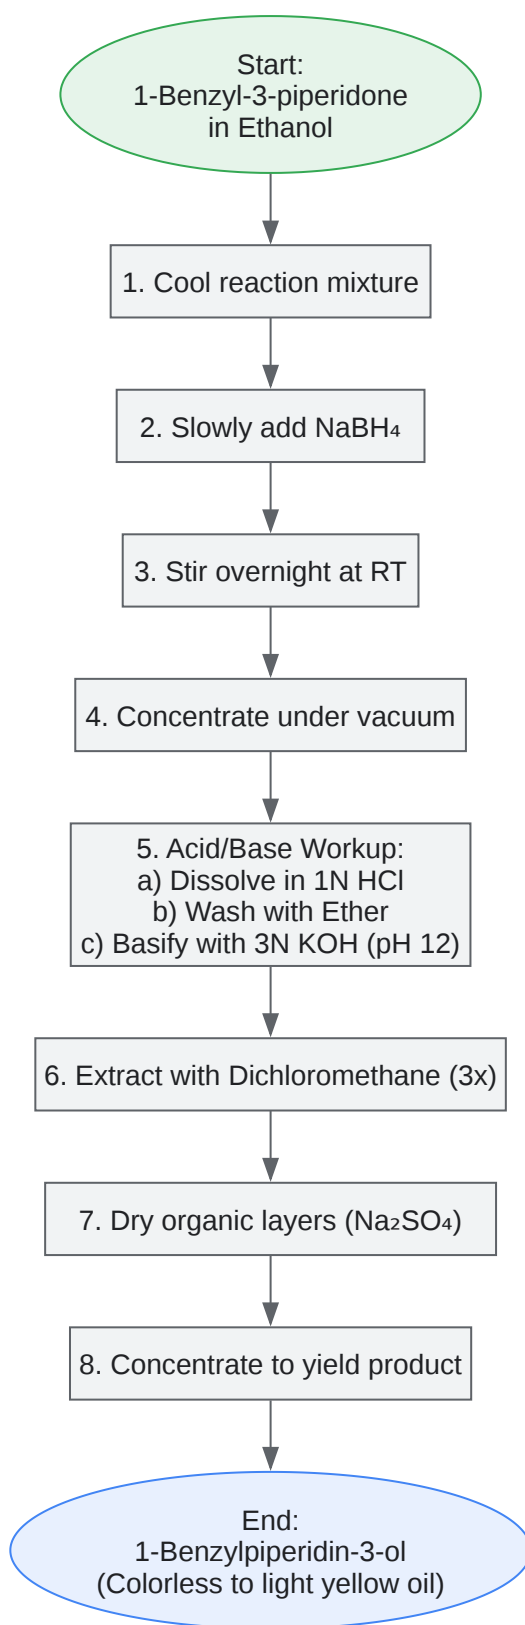 Start:
1-Benzyl-3-piperidone
in Ethanol
1. Cool reaction mixture
2. Slowly add NaBH₄
3. Stir overnight at RT
4. Concentrate under vacuum
5. Acid/Base Workup:
a) Dissolve in 1N HCl
b) Wash with Ether
c) Basify with 3N KOH (pH 12)
6. Extract with Dichloromethane (3x)
7. Dry organic layers (Na₂SO₄)
8. Concentrate to yield product
End:
1-Benzylpiperidin-3-ol
(Colorless to light yellow oil)